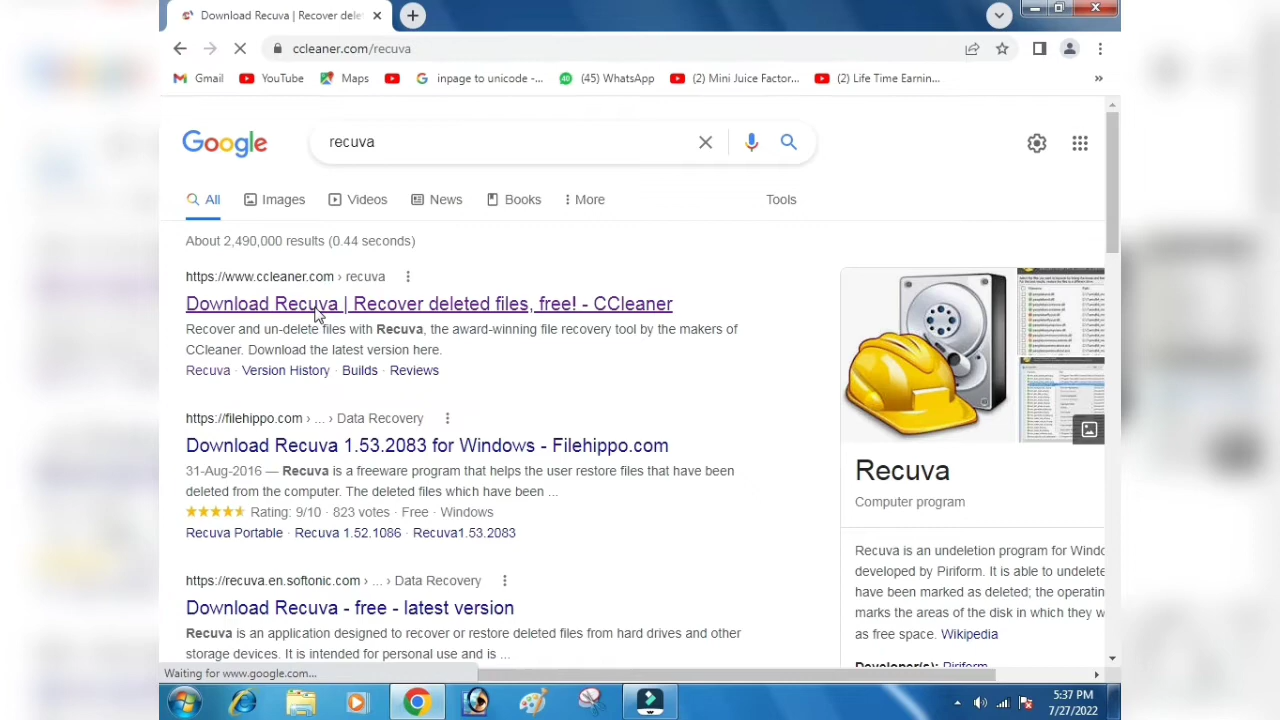 Download Recuva | Recover dele
ccleaner.com/recuva
Gmail YouTube Maps inpage to unicode -... (45) WhatsApp (2) Mini Juice Factor... (2) Life Time Earnin... »
Google recuva
All Images Videos News Books More Tools
About 2,490,000 results (0.44 seconds)
https://www.ccleaner.com › recuva
Download Recuva | Recover deleted files, free! - CCleaner
Recover and un-delete files with Recuva, the award-winning file recovery tool by the makers of
CCleaner. Download the latest version here.
Recuva · Version History · Builds · Reviews
https://filehippo.com › Recovery
Download Recuva 1.53.2083 for Windows - Filehippo.com
31-Aug-2016 — Recuva is a freeware program that helps the user restore files that have been
deleted from the computer. The deleted files which have been ...
Rating: 9/10 · 823 votes · Free · Windows
Recuva Portable · Recuva 1.52.1086 · Recuva1.53.2083
https://recuva.en.softonic.com › ... › Data Recovery
Download Recuva - free - latest version
Recuva is an application designed to recover or restore deleted files from hard drives and other
storage devices. It is intended for personal use and is ...
Recuva
Computer program
Recuva is an undeletion program for Windo
developed by Piriform. It is able to undelete
have been marked as deleted; the operatin
marks the areas of the disk in which they w
as free space. Wikipedia
Developer(s): Piriform
Waiting for www.google.com...
5:37 PM
7/27/2022